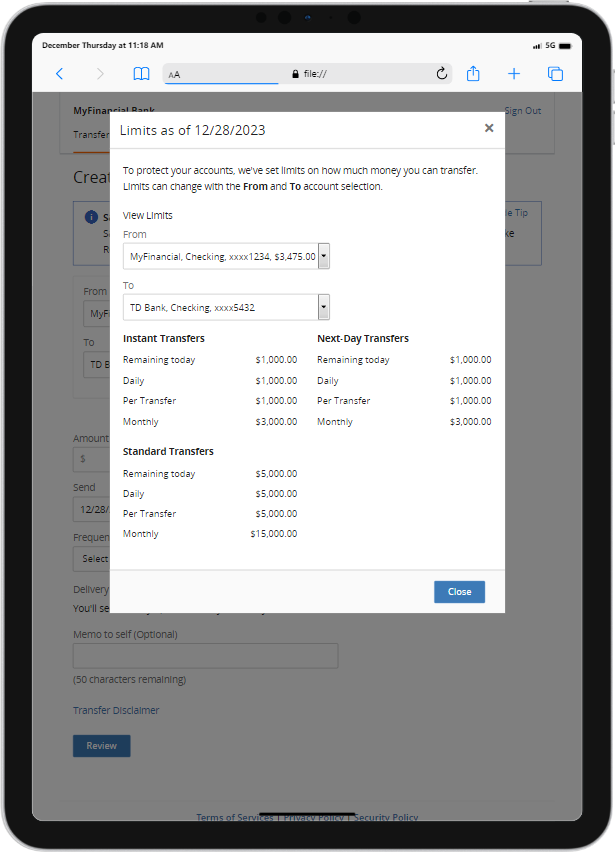 December Thursday at 11:18 AM
5G
AA
file://
MyFinancial Bank
Sign Out
Transfer
Limits as of 12/28/2023
×
To protect your accounts, we've set limits on how much money you can transfer.
Limits can change with the From and To account selection.
View Limits
From
MyFinancial, Checking, xxxx1234, $3,475.00
To
TD Bank, Checking, xxxx5432
Instant Transfers
Remaining today $1,000.00
Daily $1,000.00
Per Transfer $1,000.00
Monthly $3,000.00
Next-Day Transfers
Remaining today $1,000.00
Daily $1,000.00
Per Transfer $1,000.00
Monthly $3,000.00
Standard Transfers
Remaining today $5,000.00
Daily $5,000.00
Per Transfer $5,000.00
Monthly $15,000.00
Close
Tip
From
To
TD B
Amount
$
Send
12/28/
Frequen
Select
Delivery
You'll se
Memo to self (Optional)
(50 characters remaining)
Transfer Disclaimer
Review
Terms of Services | Privacy Policy | Security Policy